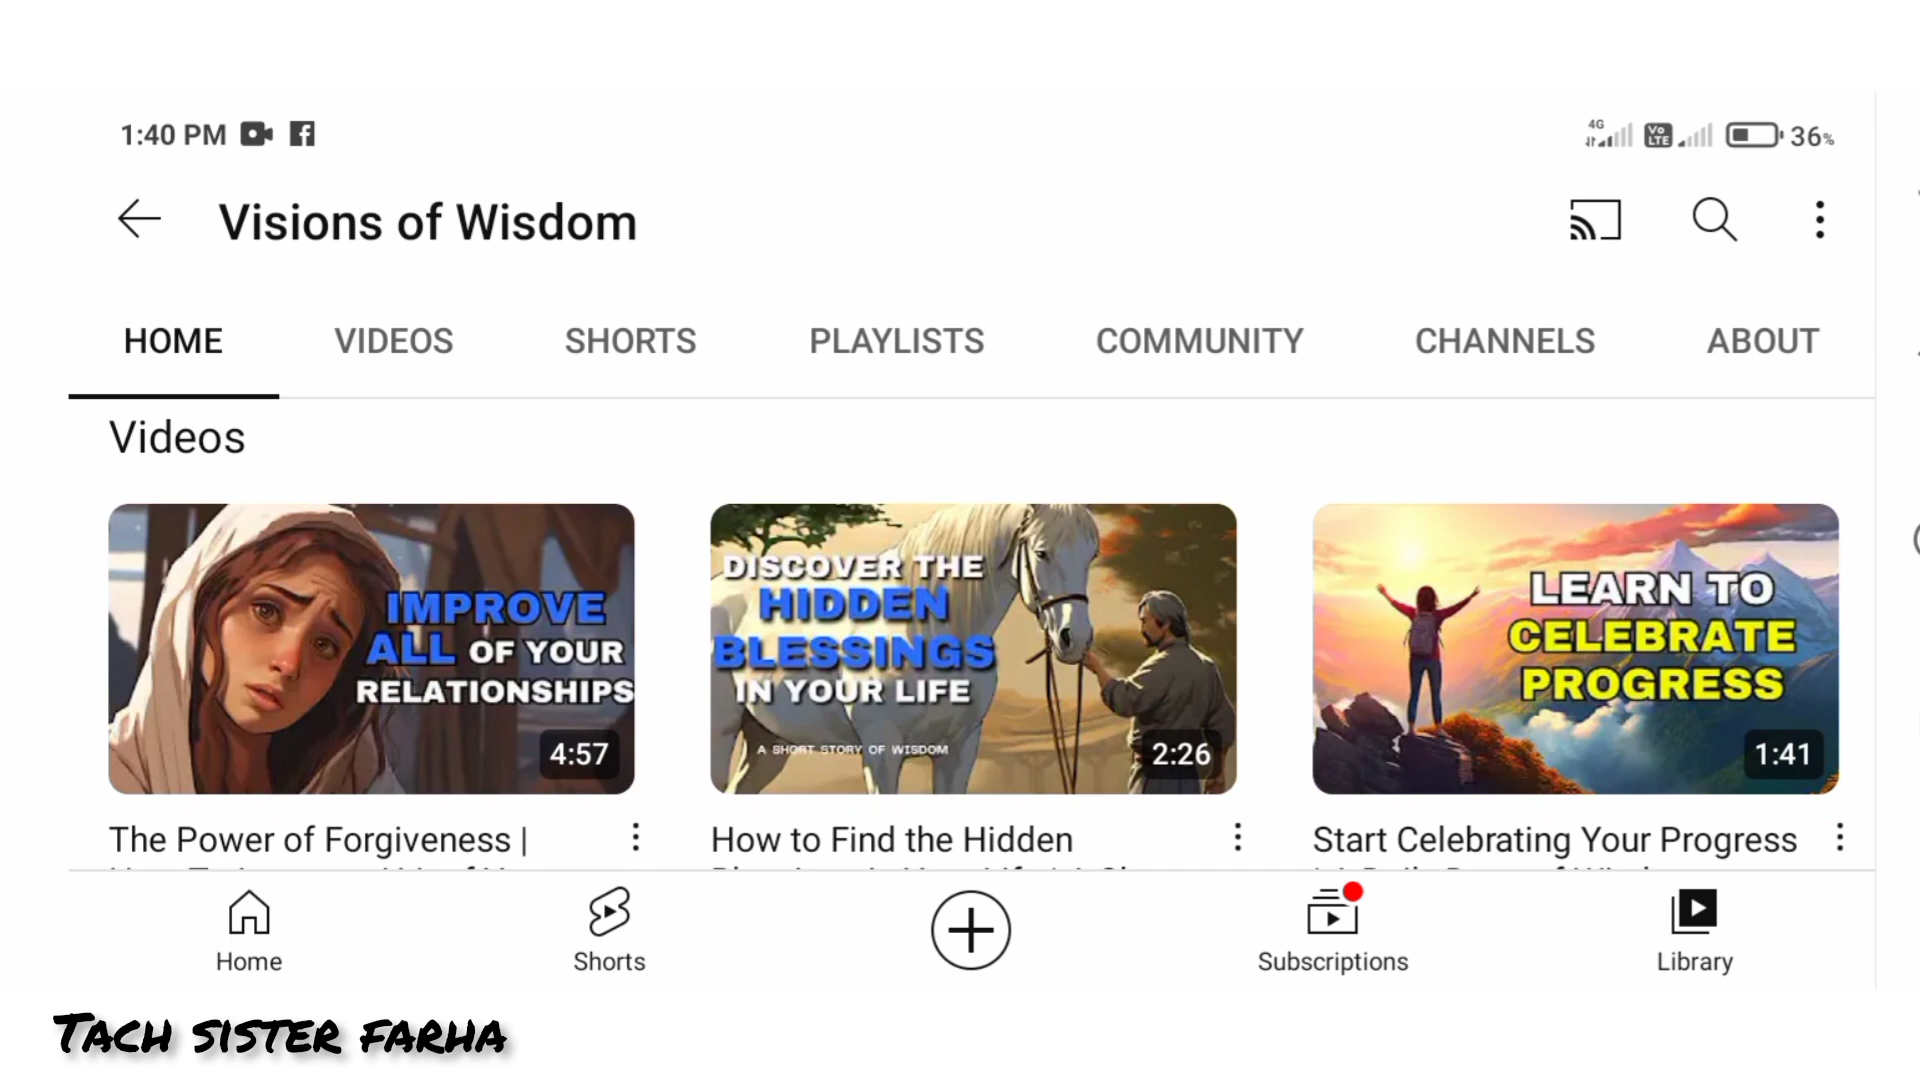 1:40 PM
4G
Vo LTE
36%
Visions of Wisdom
HOME VIDEOS SHORTS PLAYLISTS COMMUNITY CHANNELS ABOUT
Videos
IMPROVE
ALL OF YOUR
RELATIONSHIPS
4:57
DISCOVER THE
HIDDEN
BLESSINGS
IN YOUR LIFE
A SHORT STORY OF WISDOM
2:26
LEARN TO
CELEBRATE
PROGRESS
1:41
The Power of Forgiveness |
How to Find the Hidden
Start Celebrating Your Progress
Home Shorts Subscriptions Library
TACH SISTER FARHA